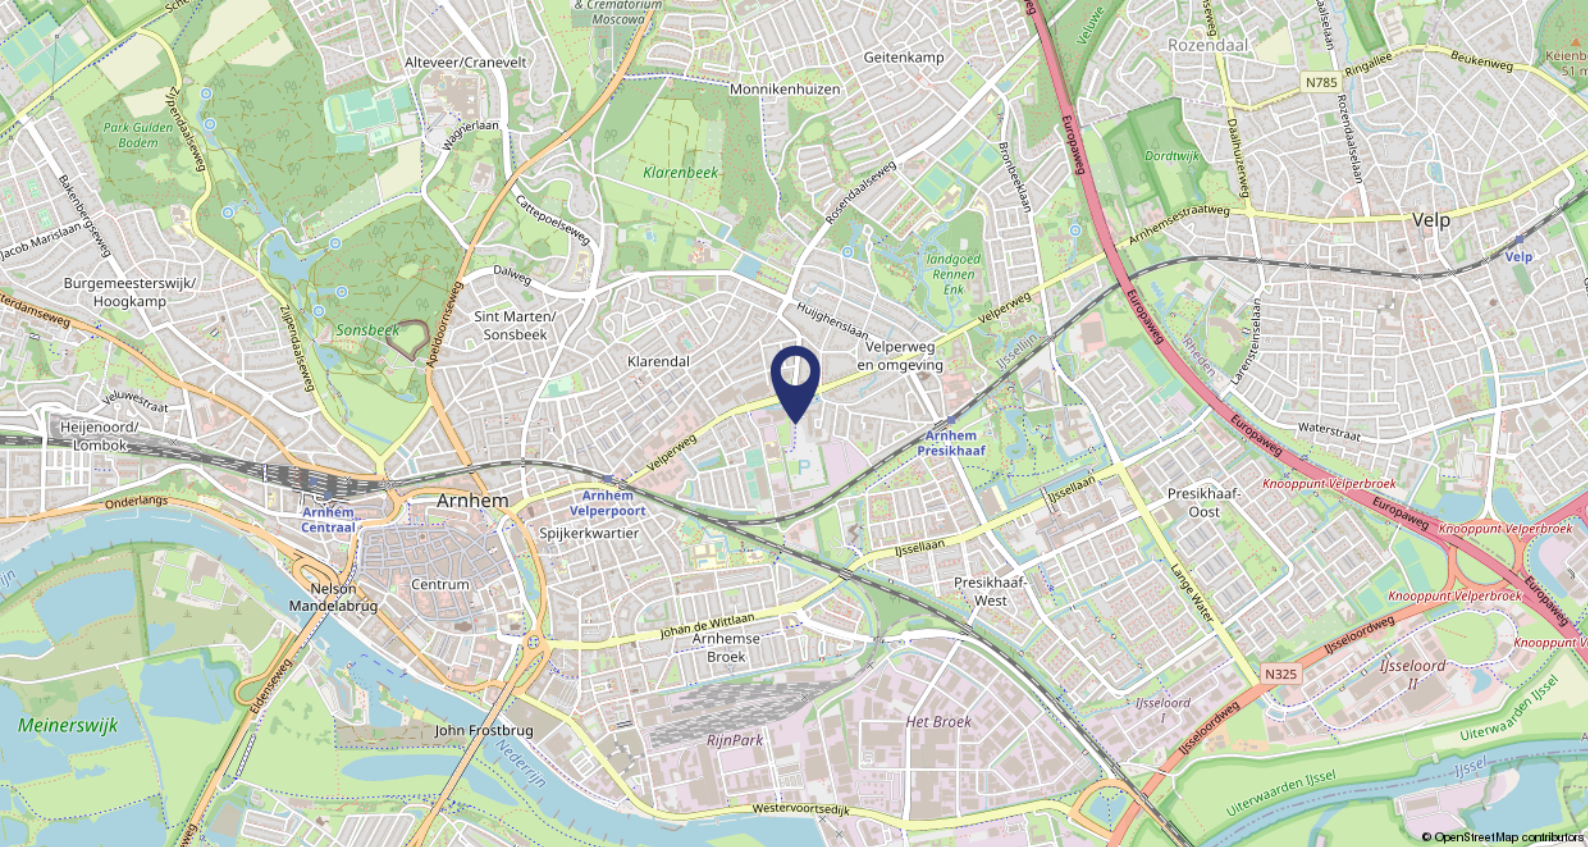 & Crematorium
Moscowa
Alteveer/Cranevelt
Geitenkamp
Rozendaal
Veluwe
Ringallee
Beukenweg
N785
51 m
Monnikenhuizen
Park Gulden
Bodem
Zijpendaalseweg
Wagnerlaan
Europaweg
Daalhuizerweg
Rozendaalselaan
Bronbeeklaan
Dordtwijk
Klarenbeek
Rosendaalseweg
Bakenbergseweg
Cattepoelseweg
Arnhemsestraatweg
Velp
Jacob Marislaan
Velp
landgoed
Rennen
Enk
Burgemeesterswijk/
Hoogkamp
Dalweg
Velperweg
Europaweg
Sonsbeek
Zijpendaalseweg
Apeldoornseweg
Sint Marten/
Sonsbeek
Huijghenslaan
Larensteinselaan
Rheden
IJssellijn
Klarendal
Velperweg
en omgeving
Veluwestraat
Heijenoord/
Lombok
Velperweg
Arnhem
Presikhaaf
Waterstraat
Europaweg
P
Onderlangs
Arnhem
Centraal
Arnhem
Arnhem
Velperpoort
IJssellaan
Presikhaaf-
Oost
Knooppunt Velperbroek
Europaweg
Knooppunt Velperbroek
Spijkerkwartier
IJssellaan
Centrum
Nelson
Mandelabrug
Presikhaaf-
West
Lange Water
Knooppunt Velperbroek
Europaweg
Johan de Wittlaan
Arnhemse
Broek
IJsseloordweg
N325
IJsseloord
II
Eldenseweg
IJsseloord
I
Meinerswijk
John Frostbrug
RijnPark
Het Broek
IJsseloordweg
Uiterwaarden IJssel
Nederrijn
IJssel
Uiterwaarden IJssel
Westervoortsedijk
© OpenStreetMap contributors